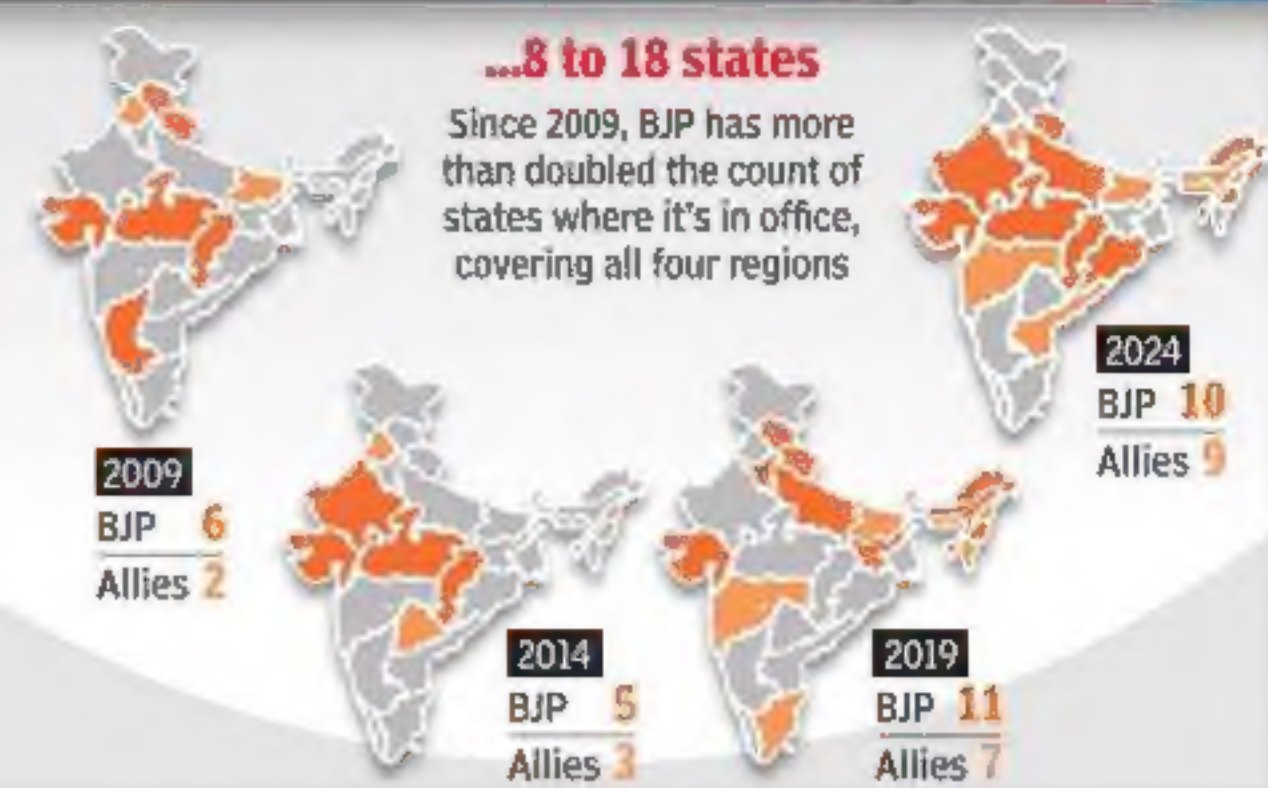 ...8 to 18 states
Since 2009, BJP has more
than doubled the count of
states where it's in office,
covering all four regions
2009
BJP 6
Allies 2
2014
BJP 5
Allies 3
2019
BJP 11
Allies 7
2024
BJP 10
Allies 9